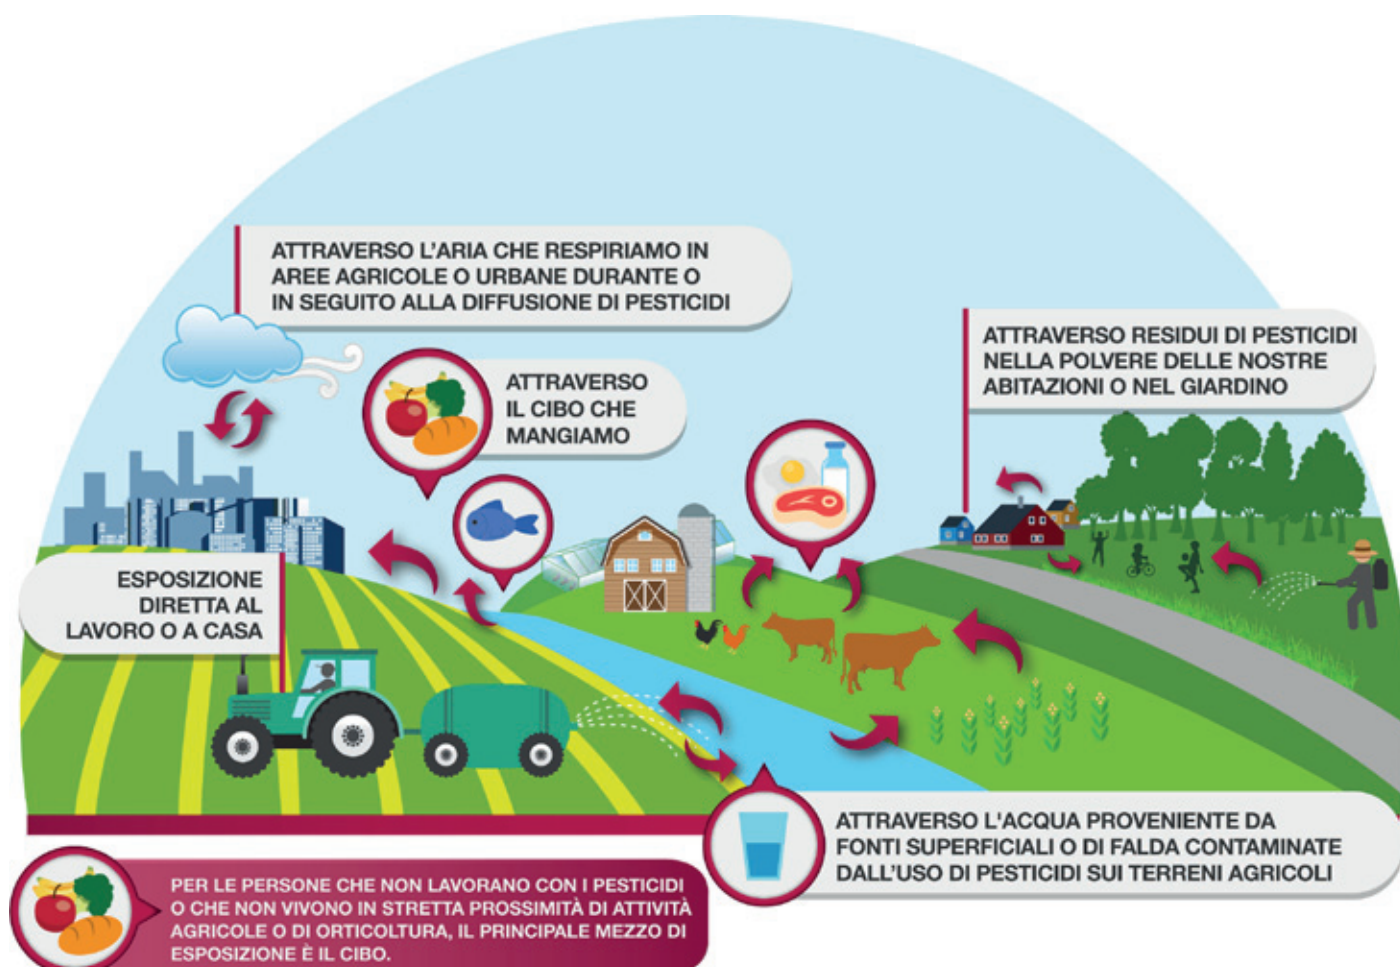 ATTRAVERSO L'ARIA CHE RESPIRIAMO IN
AREE AGRICOLE O URBANE DURANTE O
IN SEGUITO ALLA DIFFUSIONE DI PESTICIDI
ATTRAVERSO RESIDUI DI PESTICIDI
NELLA POLVERE DELLE NOSTRE
ABITAZIONI O NEL GIARDINO
ATTRAVERSO
IL CIBO CHE
MANGIAMO
ESPOSIZIONE
DIRETTA AL
LAVORO O A CASA
ATTRAVERSO L'ACQUA PROVENIENTE DA
FONTI SUPERFICIALI O DI FALDA CONTAMINATE
DALL'USO DI PESTICIDI SUI TERRENI AGRICOLI
PER LE PERSONE CHE NON LAVORANO CON I PESTICIDI
O CHE NON VIVONO IN STRETTA PROSSIMITÀ DI ATTIVITÀ
AGRICOLE O DI ORTICOLTURA, IL PRINCIPALE MEZZO DI
ESPOSIZIONE È IL CIBO.